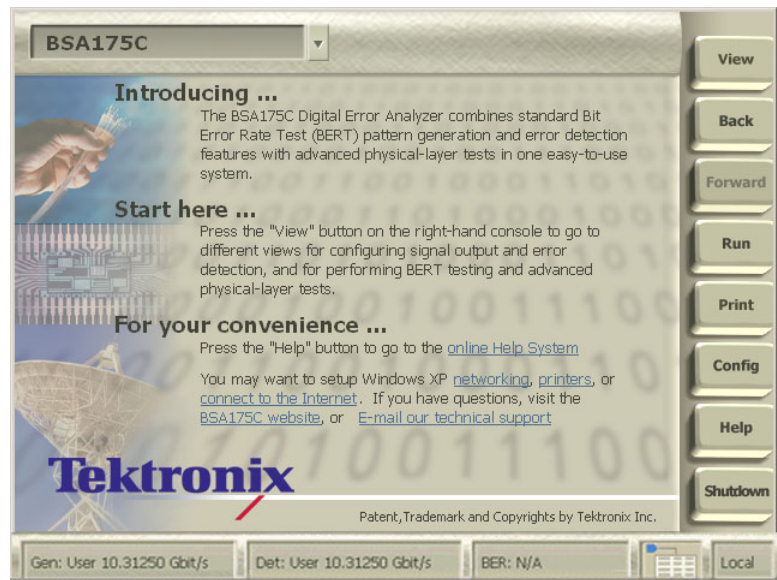 BSA175C
View
Introducing ...
The BSA175C Digital Error Analyzer combines standard Bit
Error Rate Test (BERT) pattern generation and error detection
features with advanced physical-layer tests in one easy-to-use
system.
Back
Forward
Start here ...
Press the "View" button on the right-hand console to go to
different views for configuring signal output and error
detection, and for performing BERT testing and advanced
physical-layer tests.
Run
Print
For your convenience ...
Press the "Help" button to go to the online Help System
You may want to setup Windows XP networking, printers, or
connect to the Internet. If you have questions, visit the
BSA175C website, or E-mail our technical support
Config
Help
Tektronix
Shutdown
Patent,Trademark and Copyrights by Tektronix Inc.
Gen: User 10.31250 Gbit/s
Det: User 10.31250 Gbit/s
BER: N/A
Local